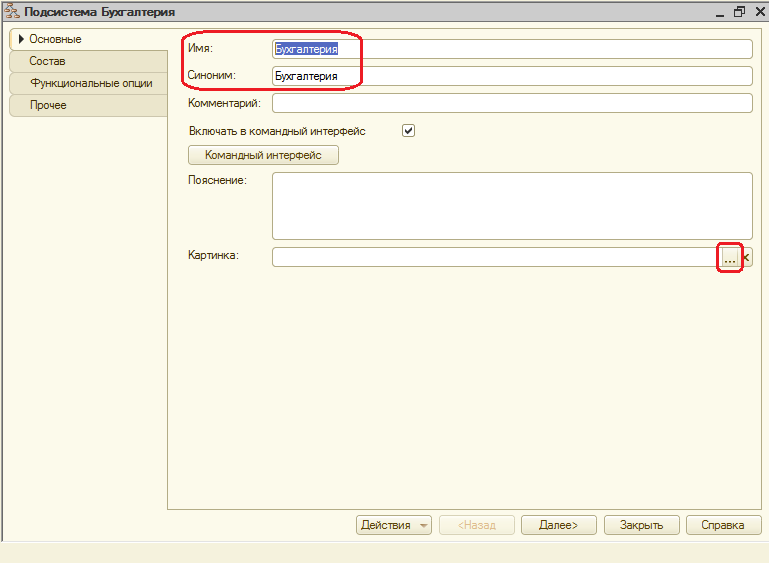 Подсистема Бухгалтерия
Основные
Состав
Функциональные опции
Прочее
Имя: Бухгалтерия
Синоним: Бухгалтерия
Комментарий:
Включать в командный интерфейс
Командный интерфейс
Пояснение:
Картинка: ...
Действия <Назад Далее> Закрыть Справка